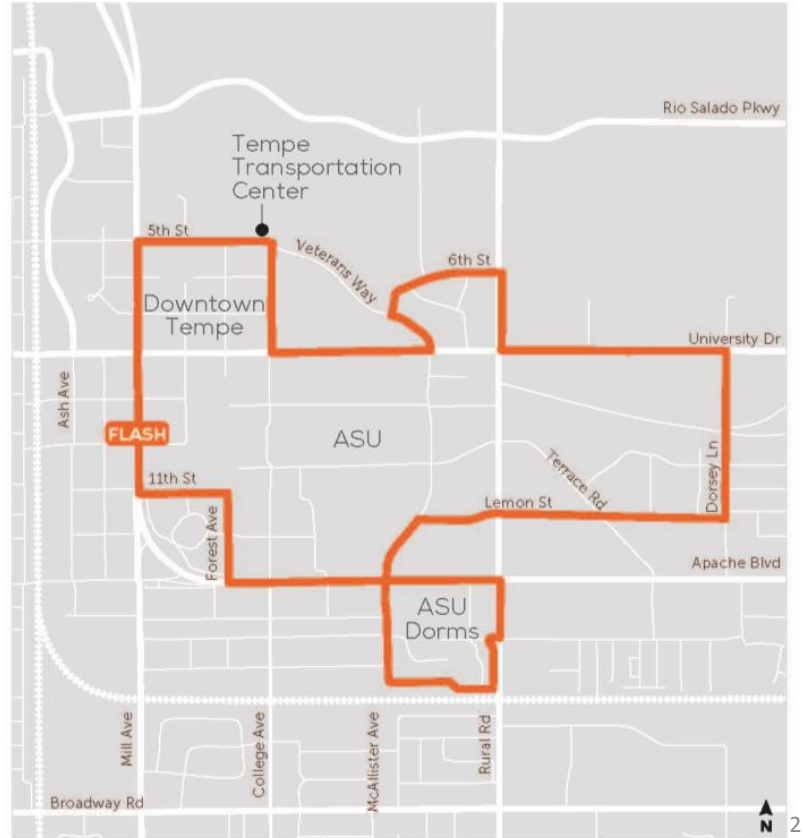 Rio Salado Pkwy
Tempe
Transportation
Center
5th St
Veterans Way
6th St
Downtown
Tempe
University Dr
Ash Ave
FLASH
ASU
11th St
Terrace Rd
Dorsey Ln
Lemon St
Forest Ave
Apache Blvd
ASU
Dorms
Mill Ave
College Ave
McAllister Ave
Rural Rd
Broadway Rd
N
2